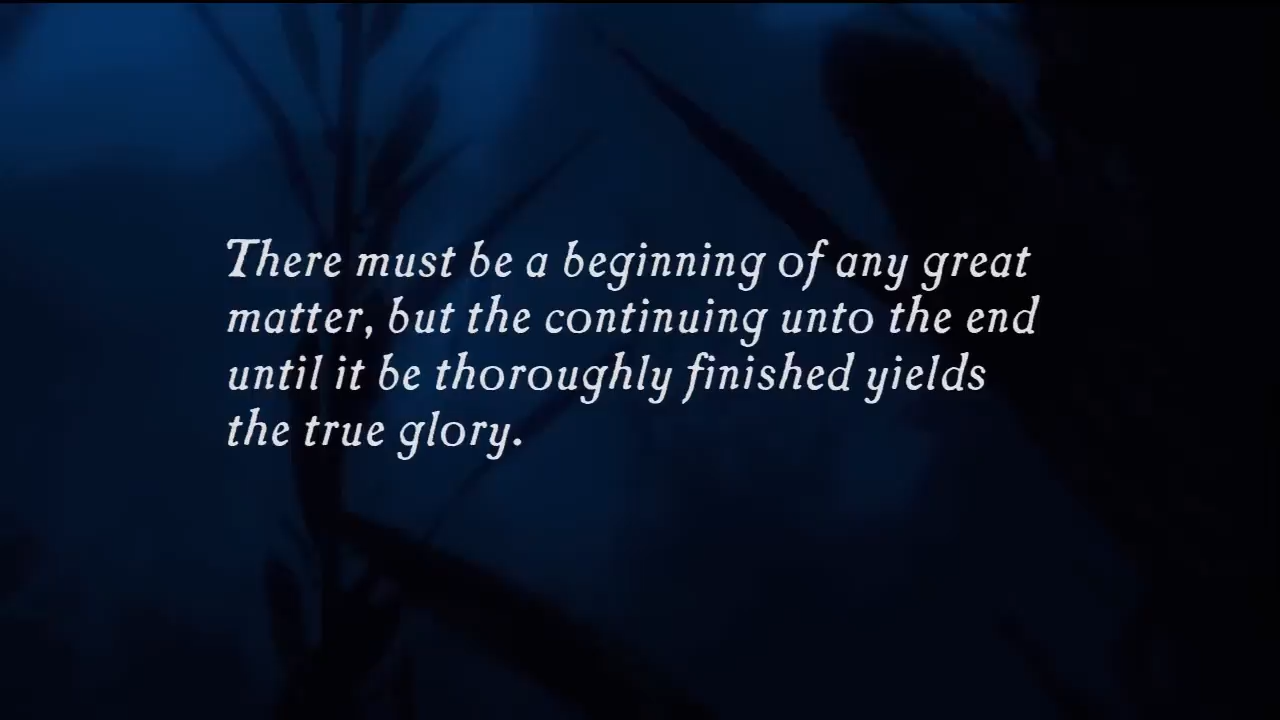 There must be a beginning of any great
matter, but the continuing unto the end
until it be thoroughly finished yields
the true glory.